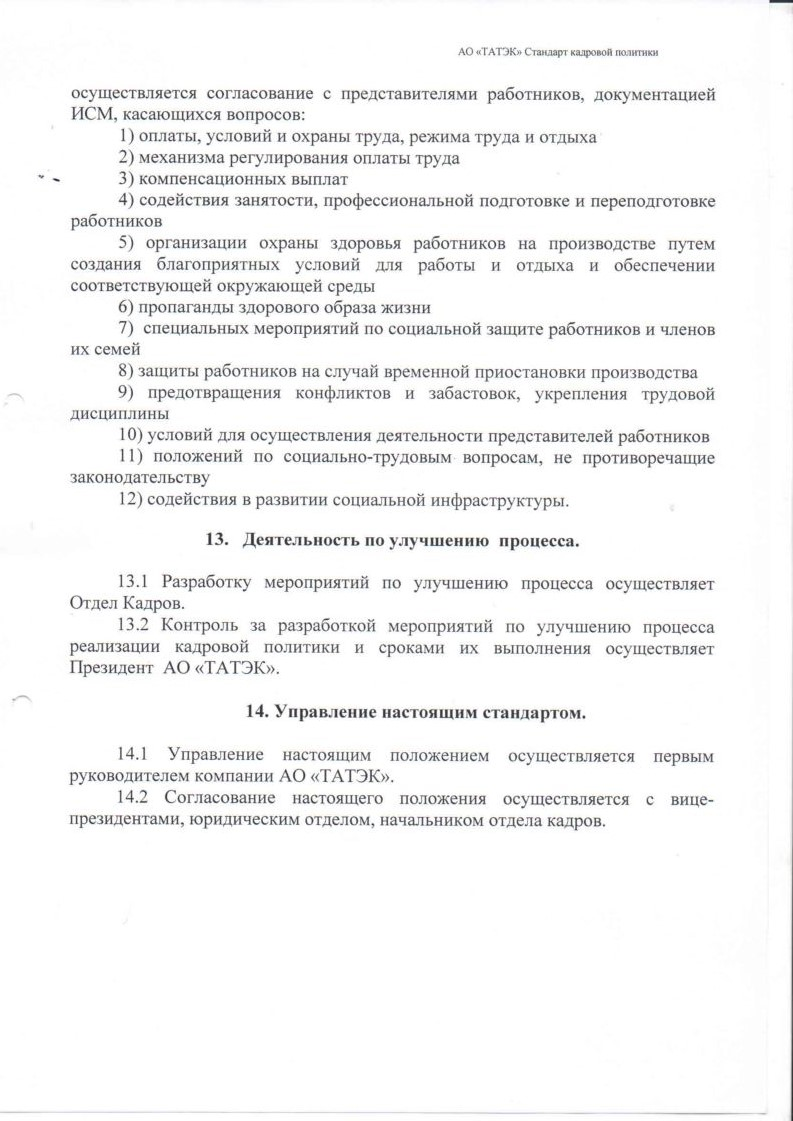 АО «ТАТЭК» Стандарт кадровой политики
осуществляется согласование с представителями работников, документацией
ИСМ, касающихся вопросов:
1) оплаты, условий и охраны труда, режима труда и отдыха
2) механизма регулирования оплаты труда
3) компенсационных выплат
4) содействия занятости, профессиональной подготовке и переподготовке
работников
5) организации охраны здоровья работников на производстве путем
создания благоприятных условий для работы и отдыха и обеспечении
соответствующей окружающей среды
6) пропаганды здорового образа жизни
7) специальных мероприятий по социальной защите работников и членов
их семей
8) защиты работников на случай временной приостановки производства
9) предотвращения конфликтов и забастовок, укрепления трудовой
дисциплины
10) условий для осуществления деятельности представителей работников
11) положений по социально-трудовым вопросам, не противоречащие
законодательству
12) содействия в развитии социальной инфраструктуры.
13. Деятельность по улучшению процесса.
13.1 Разработку мероприятий по улучшению процесса осуществляет
Отдел Кадров.
13.2 Контроль за разработкой мероприятий по улучшению процесса
реализации кадровой политики и сроками их выполнения осуществляет
Президент АО «ТАТЭК».
14. Управление настоящим стандартом.
14.1 Управление настоящим положением осуществляется первым
руководителем компании АО «ТАТЭК».
14.2 Согласование настоящего положения осуществляется с вице-
президентами, юридическим отделом, начальником отдела кадров.